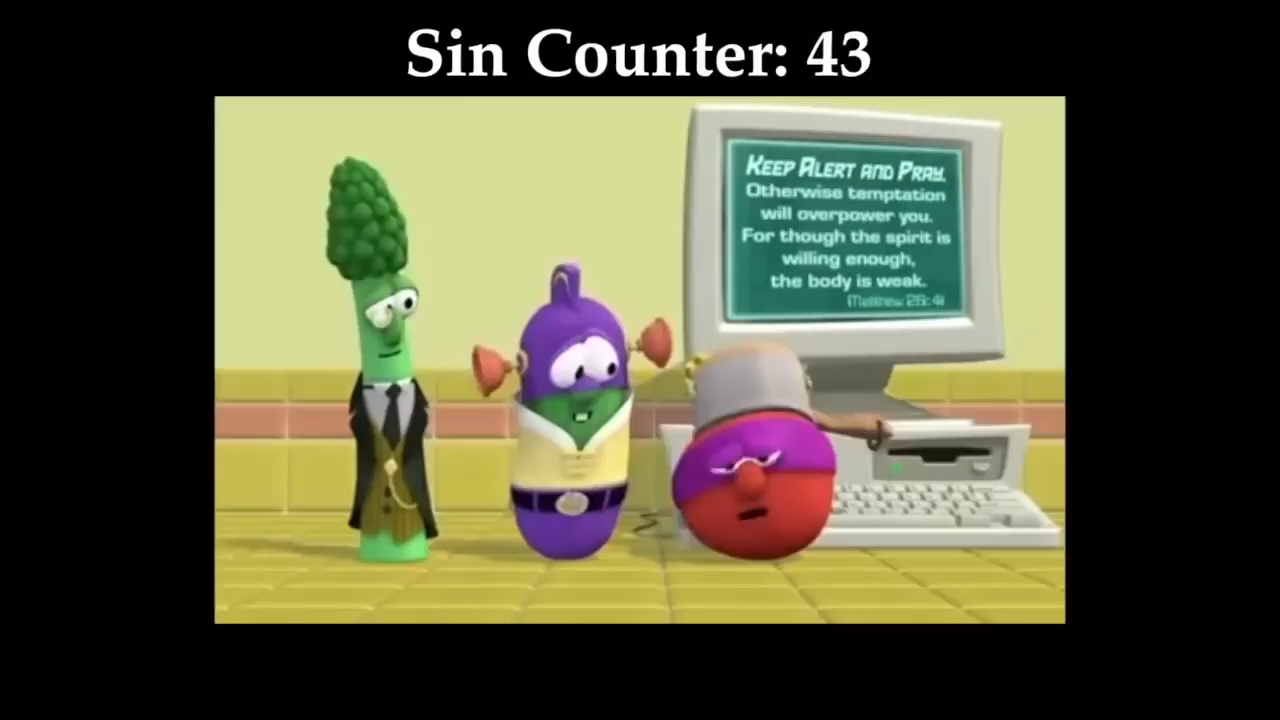 Sin Counter: 43
KEEP ALERT AND PRAY.
Otherwise temptation
will overpower you.
For though the spirit is
willing enough,
the body is weak.
(Matthew 26:4)